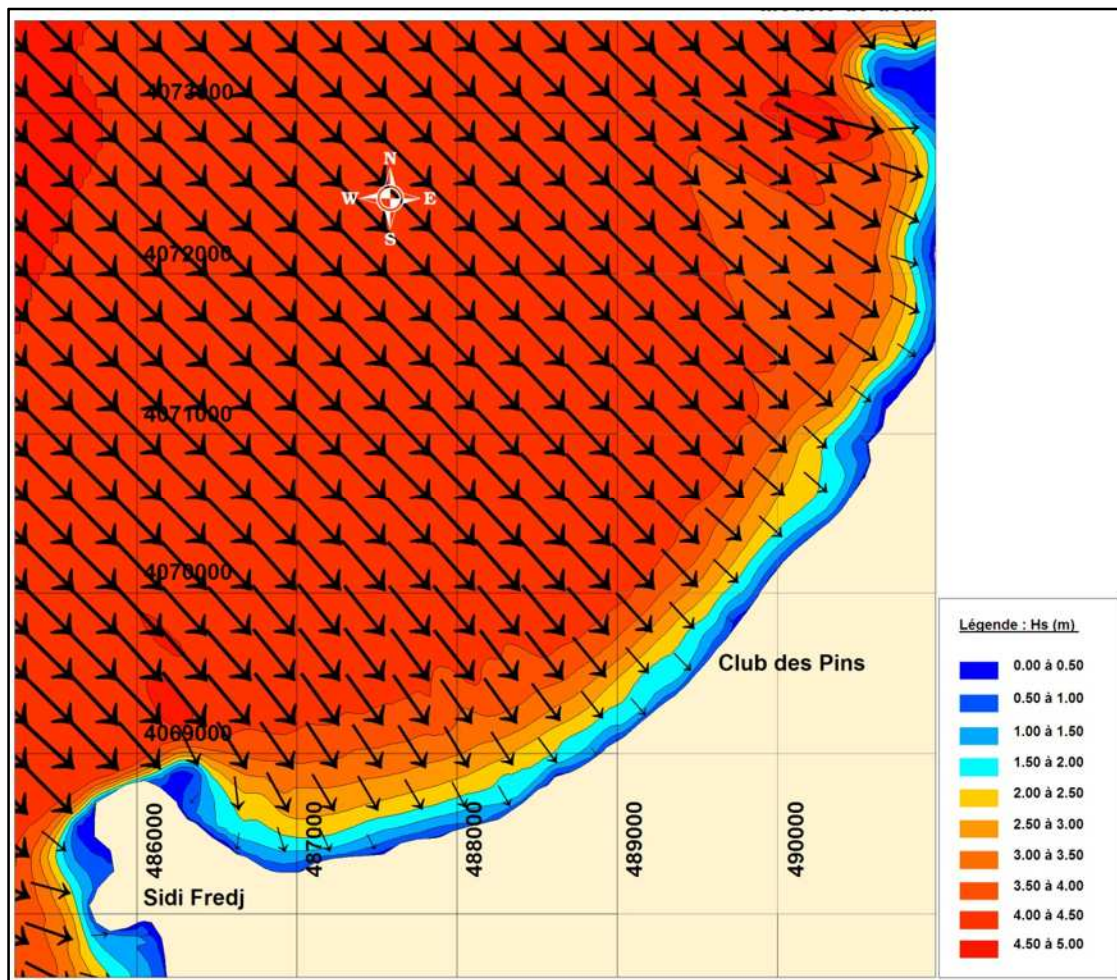 4073000
N
W E
S
4072000
4071000
4070000
Club des Pins
4069000
486000
487000
488000
489000
490000
Sidi Fredj
Légende : Hs (m)
0.00 à 0.50
0.50 à 1.00
1.00 à 1.50
1.50 à 2.00
2.00 à 2.50
2.50 à 3.00
3.00 à 3.50
3.50 à 4.00
4.00 à 4.50
4.50 à 5.00